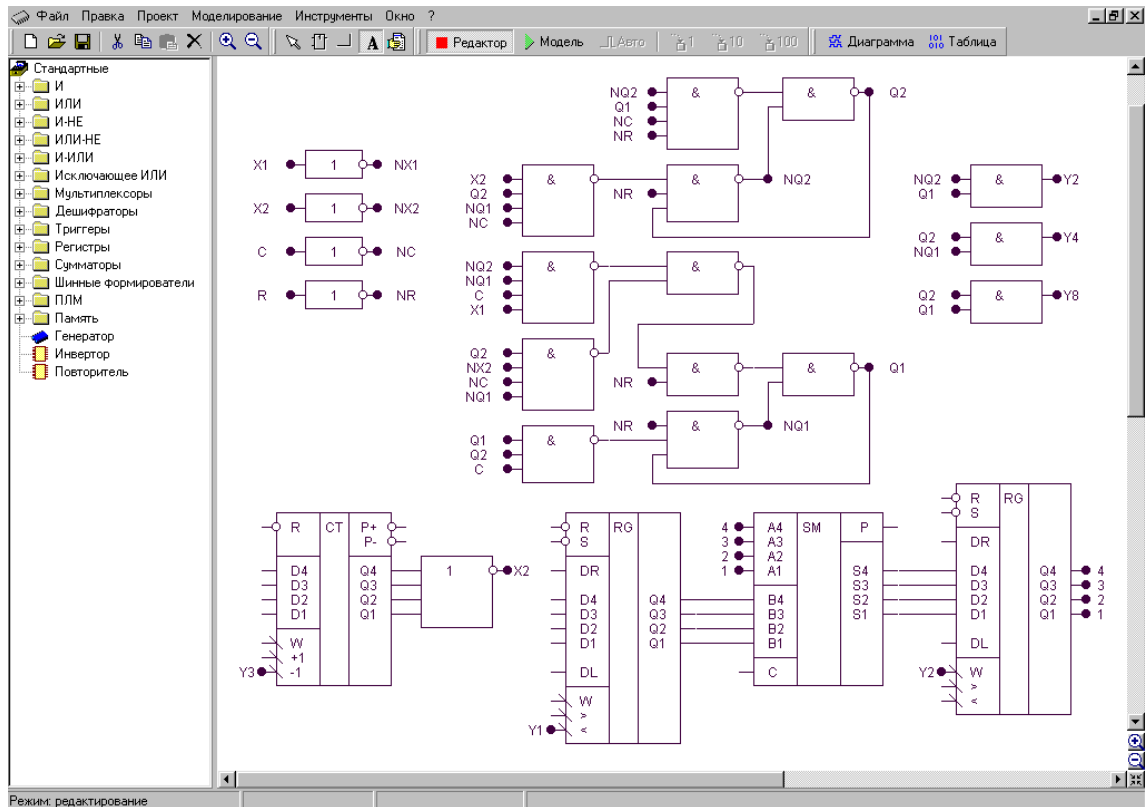 Файл Правка Проект Моделирование Инструменты Окно ?
Редактор Модель Авто 1 10 100 Диаграмма Таблица
Стандартные
И
ИЛИ
И-НЕ
ИЛИ-НЕ
И-ИЛИ
Исключающее ИЛИ
Мультиплексоры
Дешифраторы
Триггеры
Регистры
Сумматоры
Шинные формирователи
ПЛМ
Память
Генератор
Инвертор
Повторитель
X1 1 NX1
X2 1 NX2
C 1 NC
R 1 NR
NQ2 & & Q2
Q1
NC
NR
X2 & & NQ2
Q2 NR
NQ1
NC
NQ2 & &
NQ1
C
X1
Q2 & & & Q1
NX2
NC NR
NQ1
NR & NQ1
Q1 &
Q2
C
NQ2 & Y2
Q1
Q2 & Y4
NQ1
Q2 & Y8
Q1
R CT P+
P-
D4 Q4 1 X2
D3 Q3
D2 Q2
D1 Q1
W
+1
Y3 -1
R RG
S
DR
D4 Q4
D3 Q3
D2 Q2
D1 Q1
DL
W
>
Y1 <
4 A4 SM P
3 A3
2 A2
1 A1 S4
S3
B4 S2
B3 S1
B2
B1
C
R RG
S
DR
D4 Q4 4
D3 Q3 3
D2 Q2 2
D1 Q1 1
DL
Y2 W
>
<
Режим: редактирование